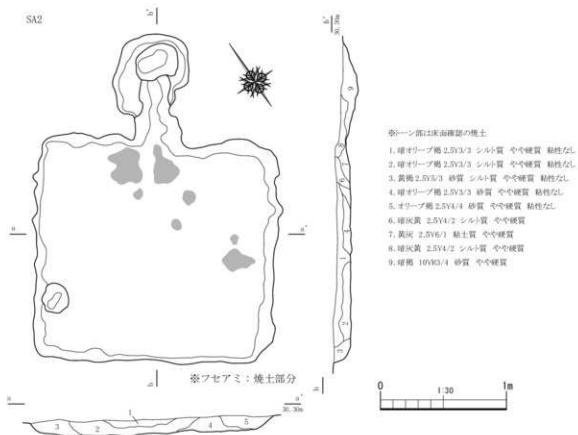 SA2
b'
b'
30.30m
※トーン部は床面確認の焼土
1. 暗オリーブ褐 2.5Y3/3 シルト質 やや硬質 粘性なし
2. 暗オリーブ褐 2.5Y3/3 シルト質 やや硬質 粘性なし
3. 黄褐 2.5Y5/3 砂質 シルト質 やや硬質 粘性なし
4. 暗オリーブ褐 2.5Y3/3 砂質 やや硬質 粘性なし
5. オリーブ褐 2.5Y4/4 砂質 やや硬質 粘性なし
6. 暗灰黄 2.5Y4/2 シルト質 やや硬質
7. 黄灰 2.5Y6/1 粘土質 やや硬質
8. 暗灰黄 2.5Y4/2 シルト質 やや硬質
9. 暗褐 10YR3/4 砂質 やや硬質
a
a'
b
※フセアミ：焼土部分
b
a
a'
30.30m
1
3
2
4
5
0
1:30
1m